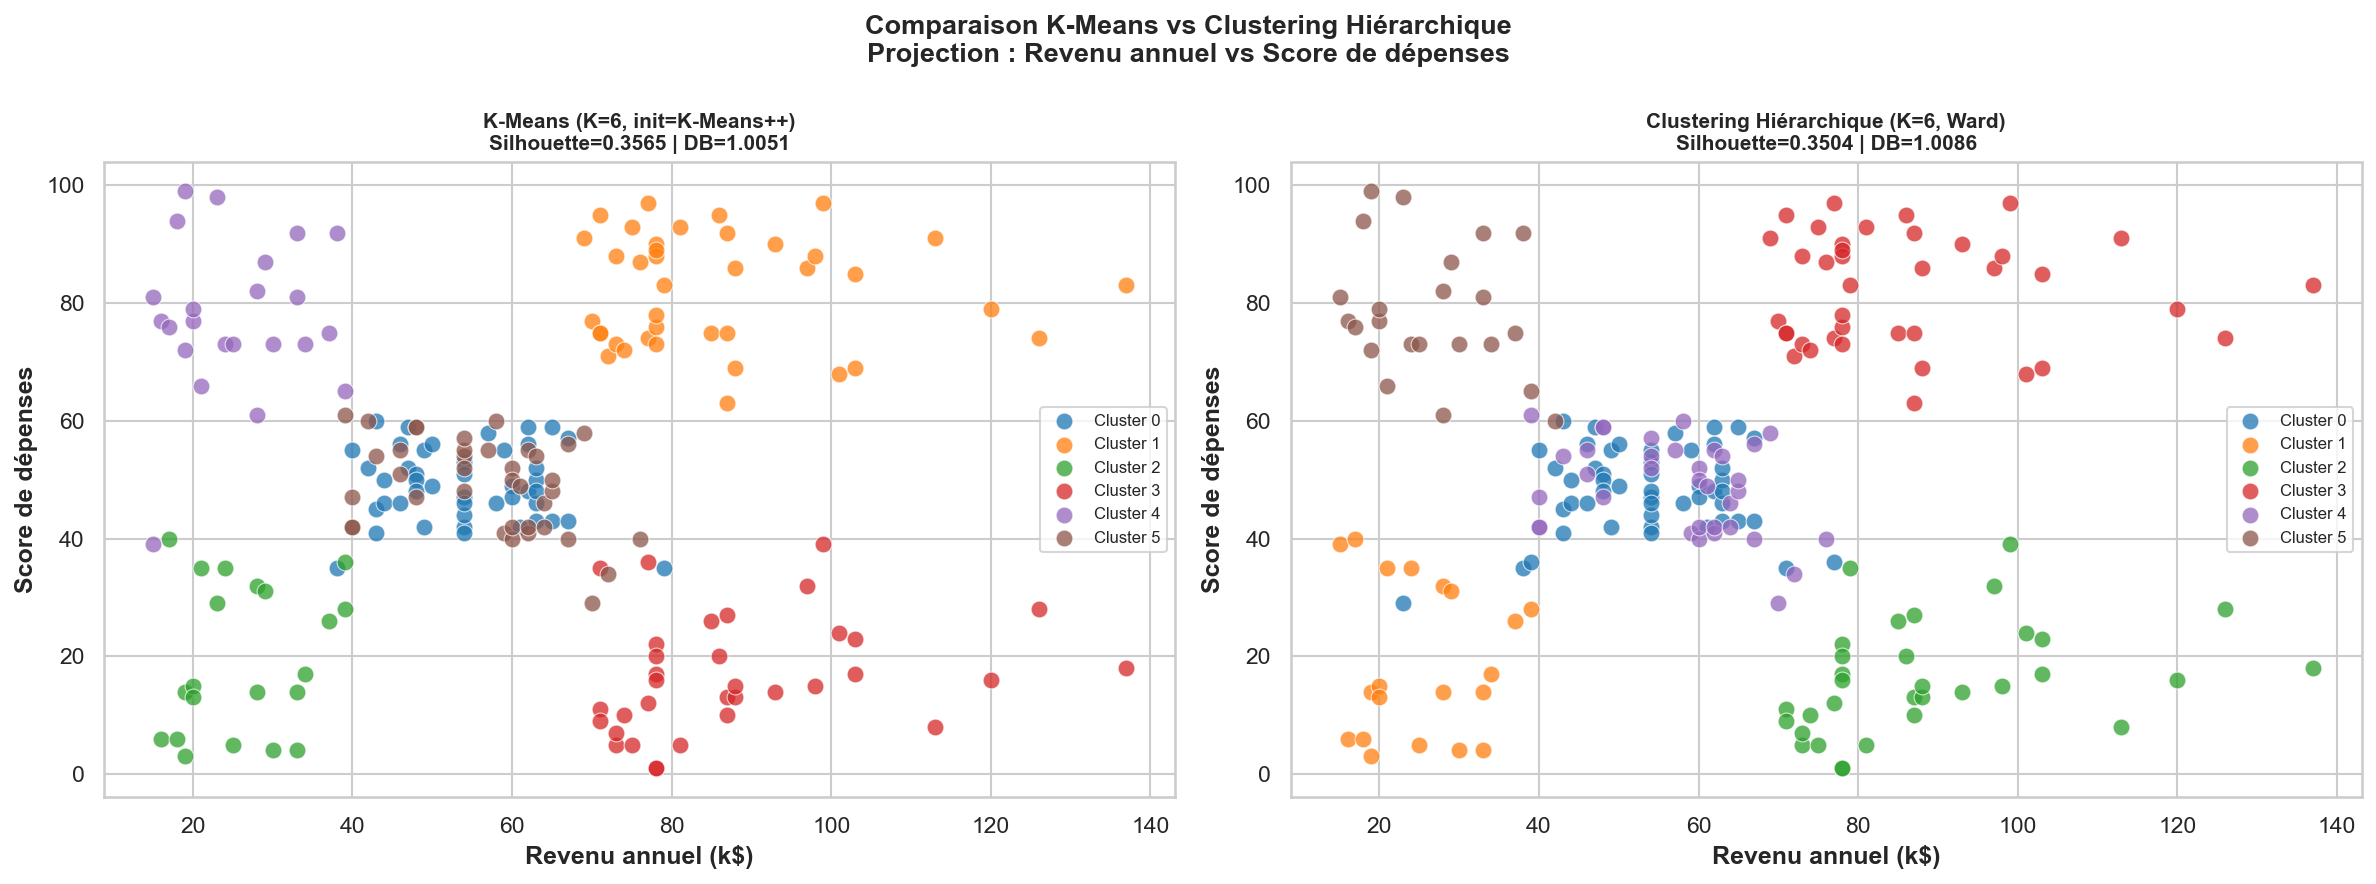 Comparaison K-Means vs Clustering Hiérarchique
Projection : Revenu annuel vs Score de dépenses
K-Means (K=6, init=K-Means++)
Silhouette=0.3565 | DB=1.0051
Score de dépenses
100
80
60
40
20
0
Cluster 0
Cluster 1
Cluster 2
Cluster 3
Cluster 4
Cluster 5
20 40 60 80 100 120 140
Revenu annuel (k$)
Clustering Hiérarchique (K=6, Ward)
Silhouette=0.3504 | DB=1.0086
Score de dépenses
100
80
60
40
20
0
Cluster 0
Cluster 1
Cluster 2
Cluster 3
Cluster 4
Cluster 5
20 40 60 80 100 120 140
Revenu annuel (k$)